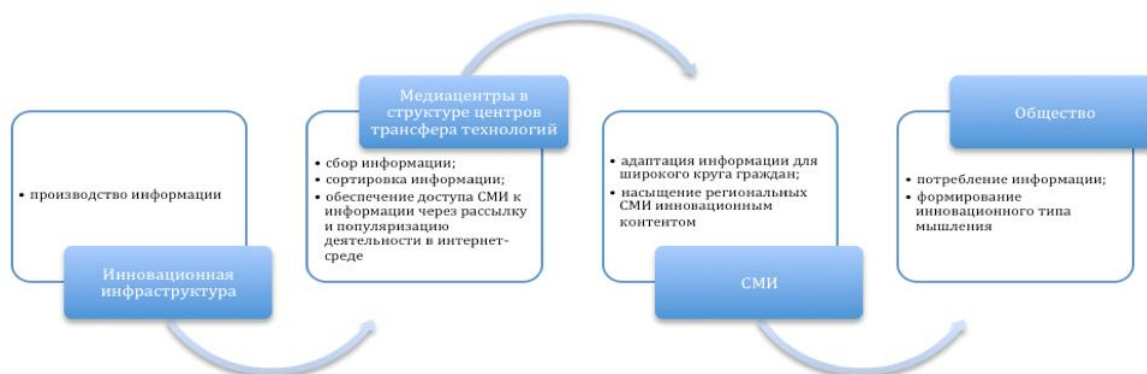 • производство информации
Инновационная
инфраструктура
Медиацентры в
структуре центров
трансфера технологий
• сбор информации;
• сортировка информации;
• обеспечение доступа СМИ к
информации через рассылку
и популяризацию
деятельности в интернет-
среде
• адаптация информации для
широкого круга граждан;
• насыщение региональных
СМИ инновационным
контентом
СМИ
Общество
• потребление информации;
• формирование
инновационного типа
мышления